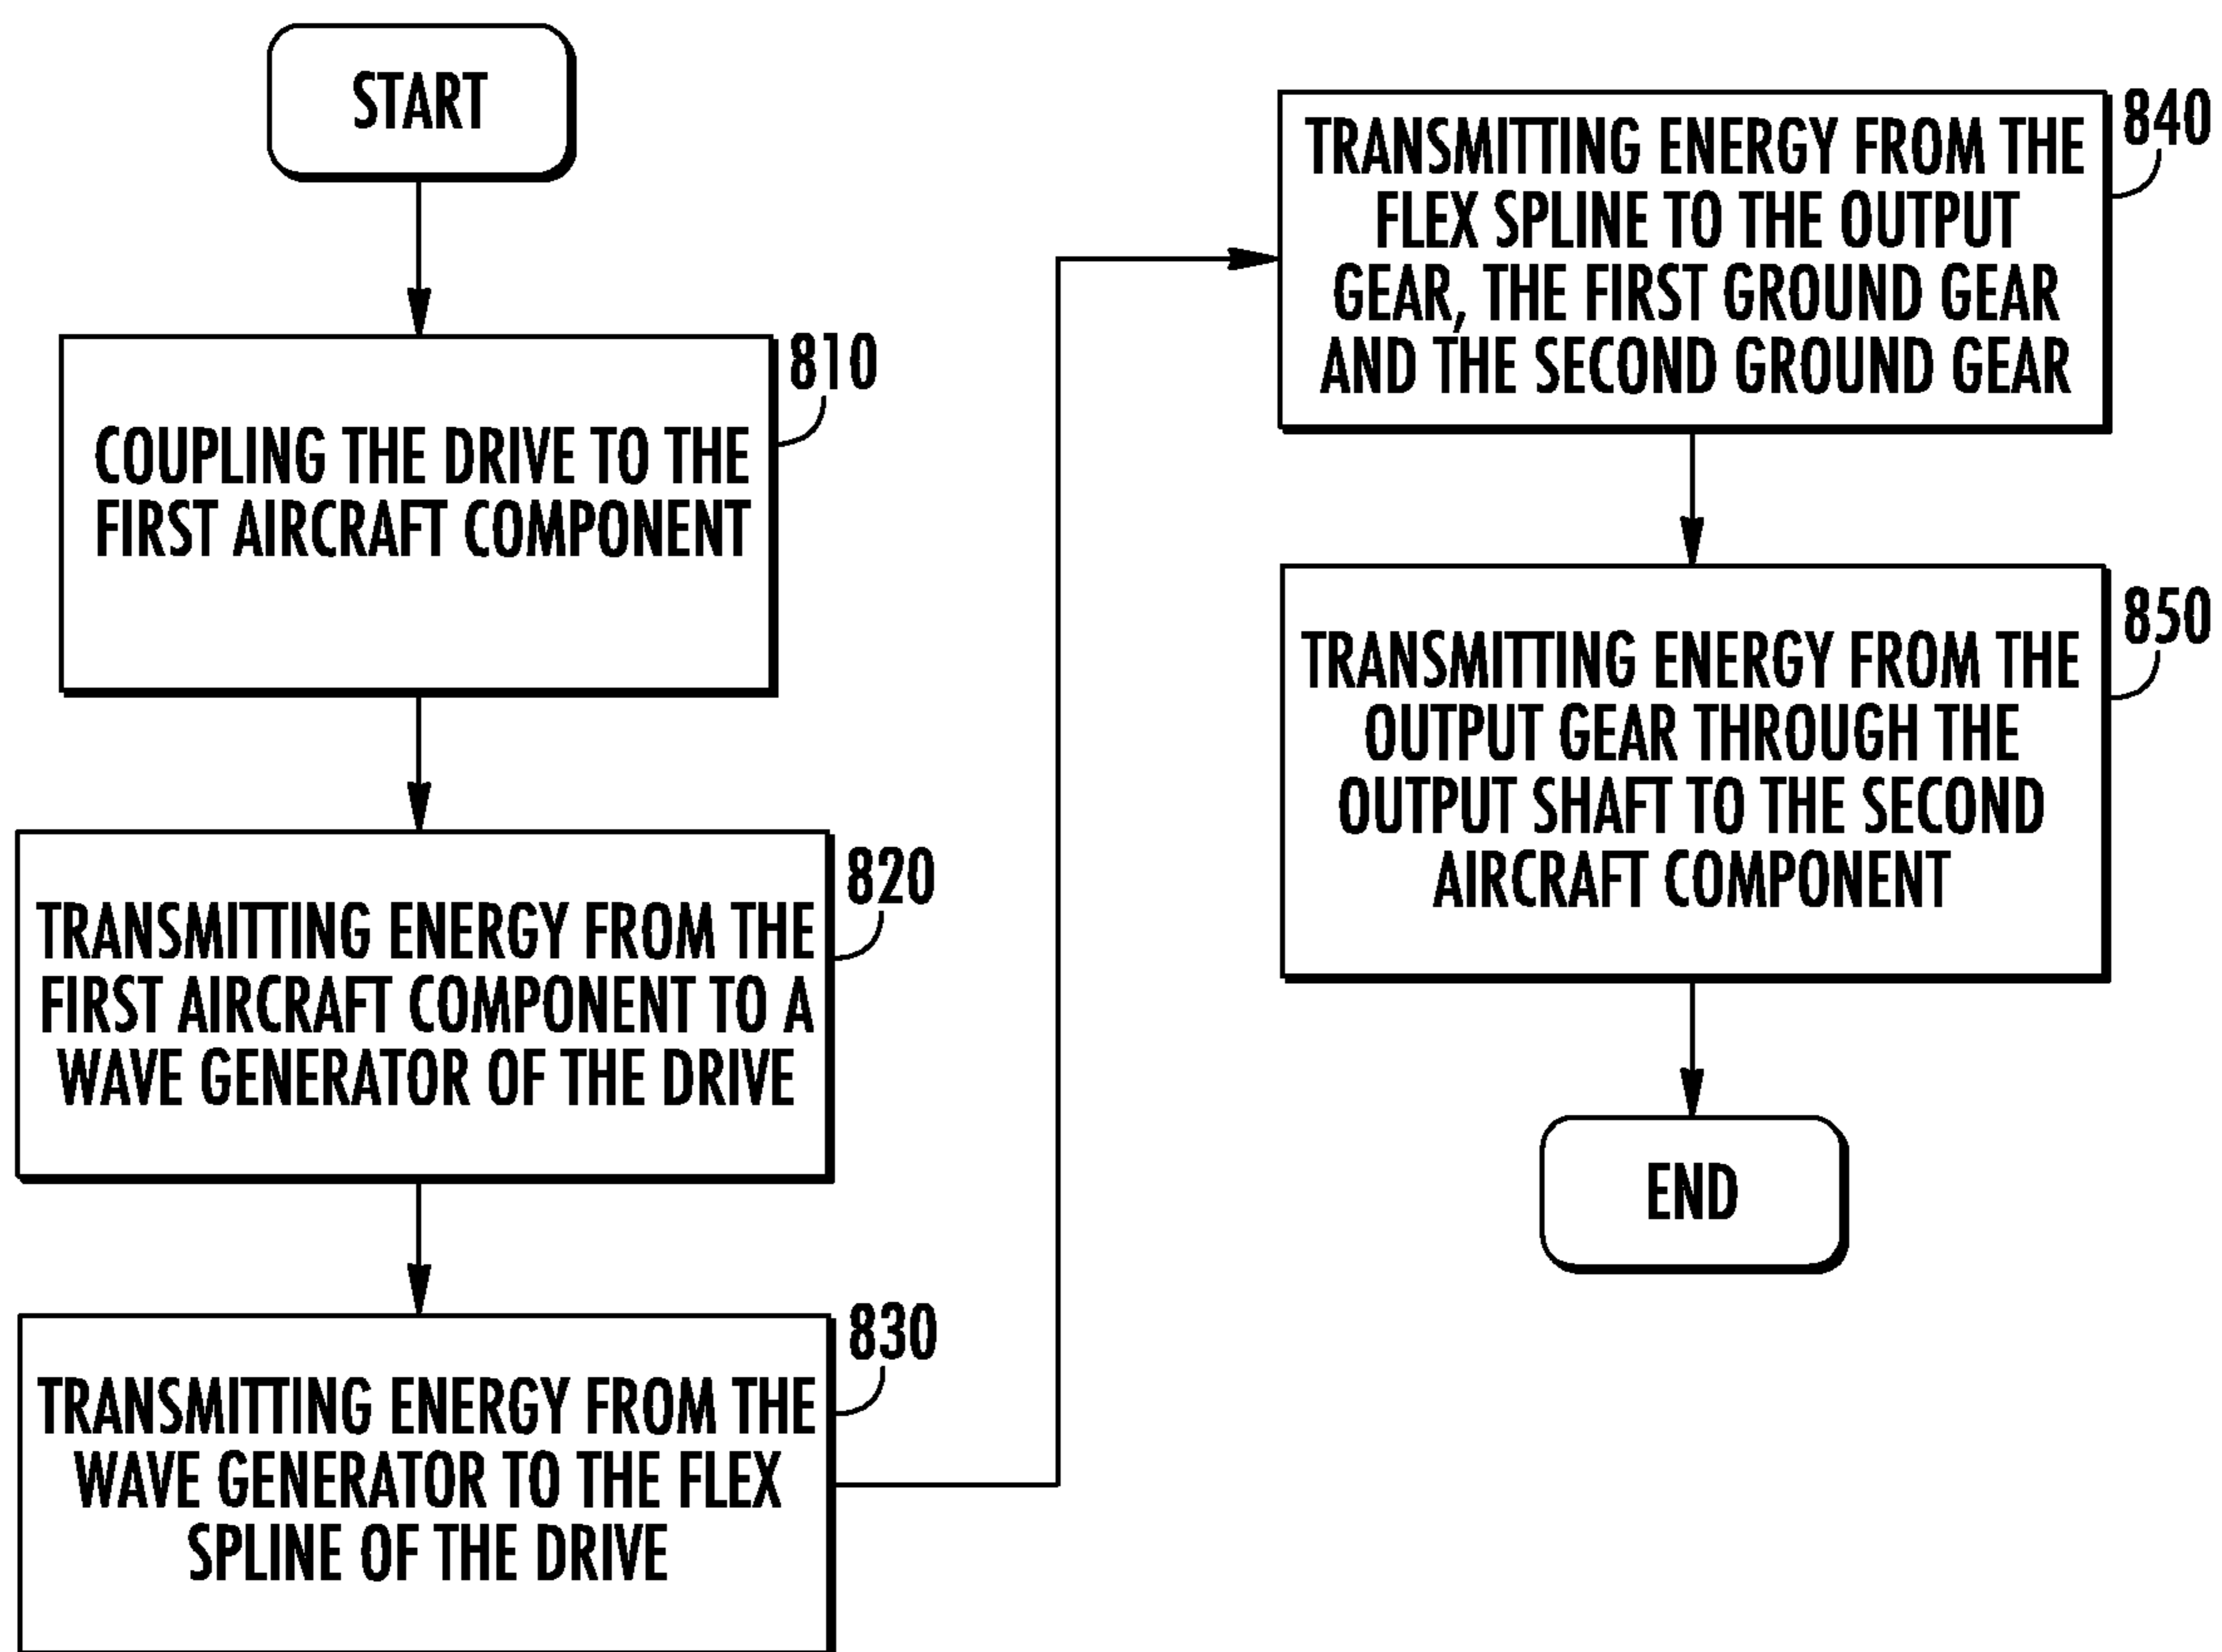 START
810
COUPLING THE DRIVE TO THE
FIRST AIRCRAFT COMPONENT
820
TRANSMITTING ENERGY FROM THE
FIRST AIRCRAFT COMPONENT TO A
WAVE GENERATOR OF THE DRIVE
830
TRANSMITTING ENERGY FROM THE
WAVE GENERATOR TO THE FLEX
SPLINE OF THE DRIVE
840
TRANSMITTING ENERGY FROM THE
FLEX SPLINE TO THE OUTPUT
GEAR, THE FIRST GROUND GEAR
AND THE SECOND GROUND GEAR
850
TRANSMITTING ENERGY FROM THE
OUTPUT GEAR THROUGH THE
OUTPUT SHAFT TO THE SECOND
AIRCRAFT COMPONENT
END